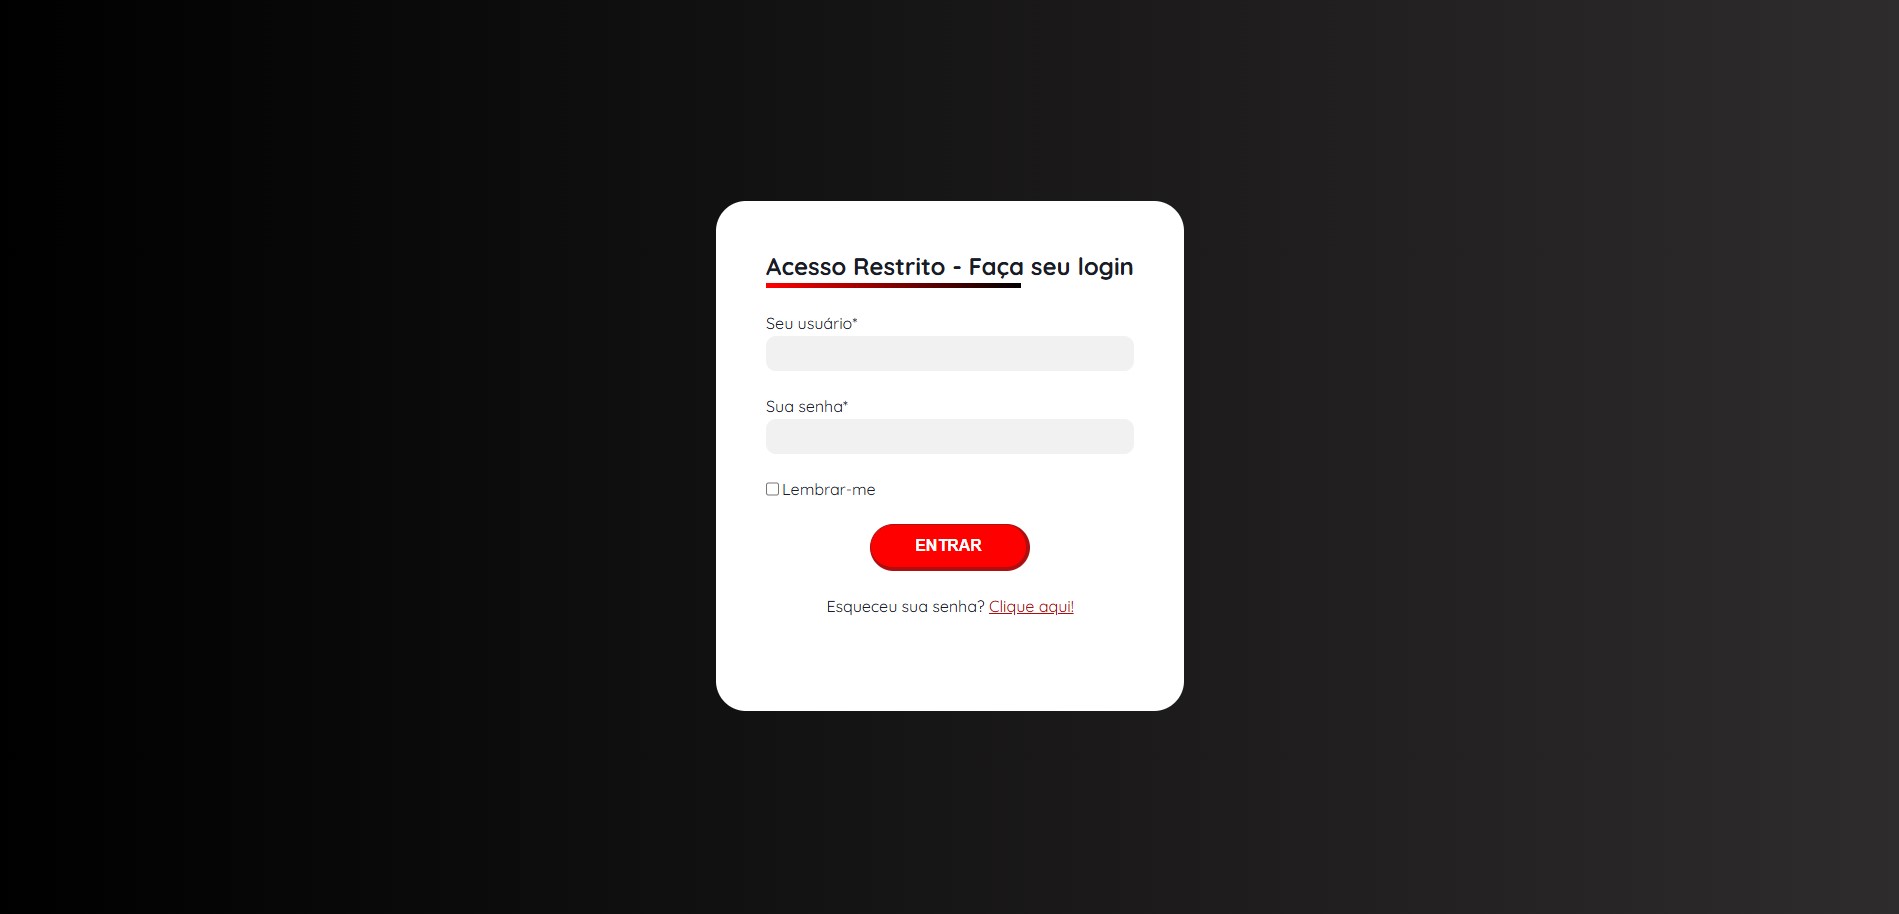 Acesso Restrito - Faça seu login
Seu usuário*
Sua senha*
Lembrar-me
ENTRAR
Esqueceu sua senha? Clique aqui!